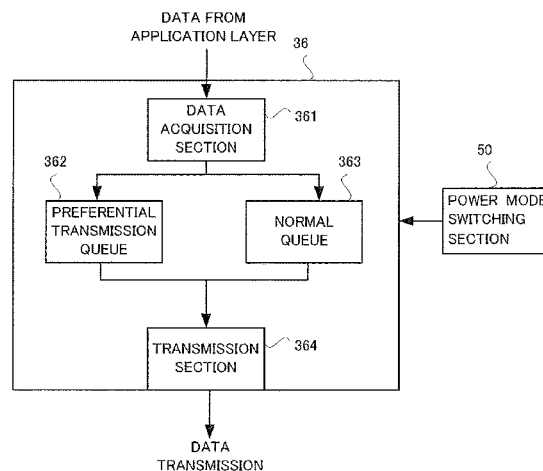 DATA FROM
APPLICATION LAYER
36
DATA
ACQUISITION
SECTION
361
362
363
PREFERENTIAL
TRANSMISSION
QUEUE
NORMAL
QUEUE
50
POWER MODE
SWITCHING
SECTION
TRANSMISSION
SECTION
364
DATA
TRANSMISSION